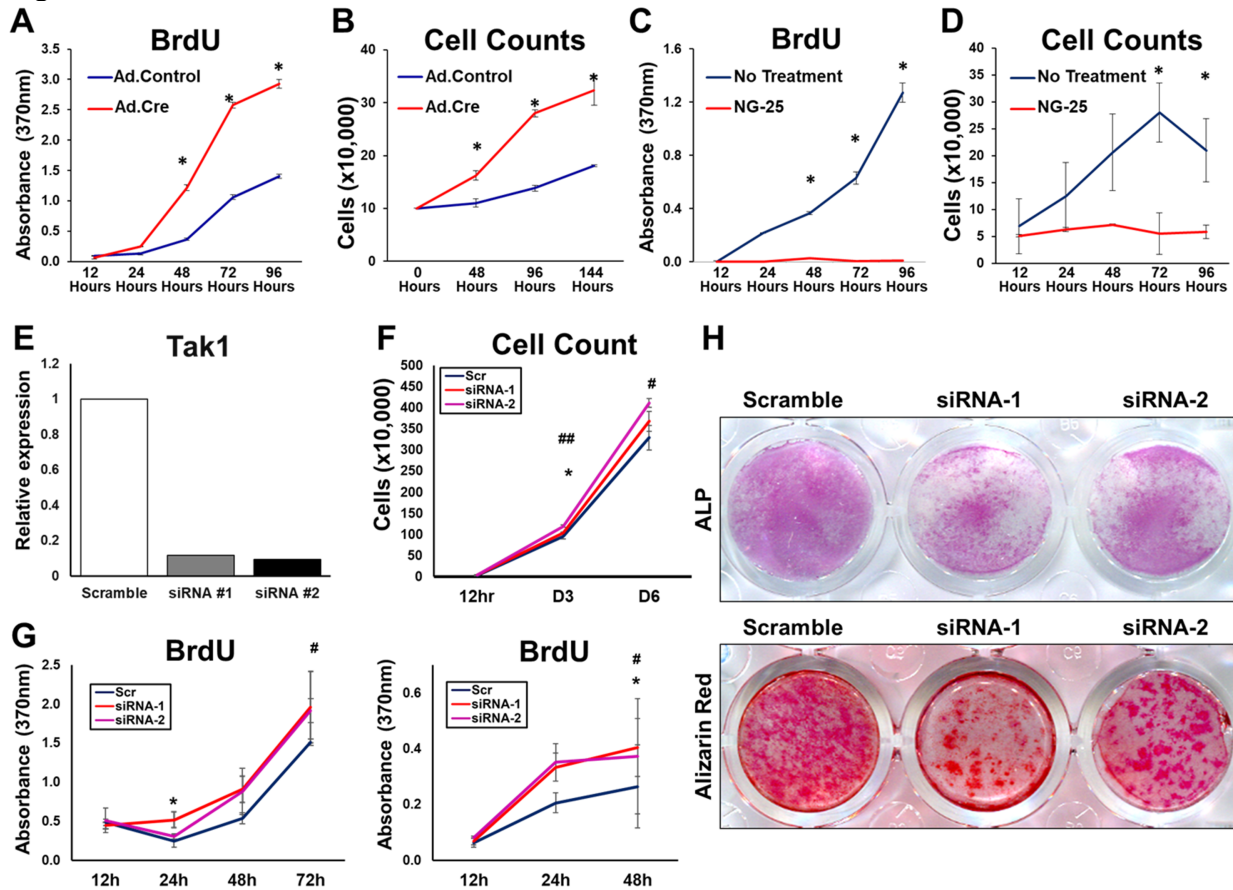 A
BrdU
Absorbance (370nm)
3.5
3.0
2.5
2.0
1.5
1.0
0.5
0.0
Ad.Control
Ad.Cre
*
*
*
12 24 48 72 96
Hours Hours Hours Hours Hours
B
Cell Counts
Cells (x10,000)
40
30
20
10
0
Ad.Control
Ad.Cre
*
*
*
0 48 96 144
Hours Hours Hours Hours
C
BrdU
Absorbance (370nm)
1.6
1.2
0.8
0.4
0.0
No Treatment
NG-25
*
*
*
12 24 48 72 96
Hours Hours Hours Hours Hours
D
Cell Counts
Cells (x10,000)
40
35
30
25
20
15
10
5
0
No Treatment
NG-25
* *
12 24 48 72 96
Hours Hours Hours Hours Hours
E
Tak1
Relative expression
1.2
1
0.8
0.6
0.4
0.2
0
Scramble siRNA #1 siRNA #2
F
Cell Count
Cells (x10,000)
500
450
400
350
300
250
200
150
100
50
0
Scr
siRNA-1
siRNA-2
##
*
#
12hr D3 D6
G
BrdU
Absorbance (370nm)
2.5
2.0
1.5
1.0
0.5
0.0
Scr
siRNA-1
siRNA-2
*
#
12h 24h 48h 72h
BrdU
Absorbance (370nm)
0.6
0.4
0.2
0.0
Scr
siRNA-1
siRNA-2
#
*
12h 24h 48h
H
Scramble siRNA-1 siRNA-2
ALP
Scramble siRNA-1 siRNA-2
Alizarin Red